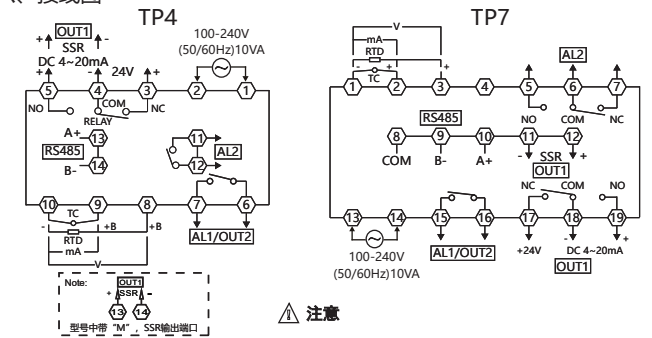 接线图
TP4
OUT1
+ -
SSR
DC 4~20mA
+ - 24V +
100-240V
(50/60Hz)10VA
5 4 3 2 1
NO COM NC
RELAY
A+ 13
RS485
B- 14
11
AL2
12
10 9 8 7 6
TC
- +B +B
RTD
mA
V
AL1/OUT2
Note:
OUT1
+ SSR -
13 14
型号中带“M”，SSR输出端口
TP7
V
mA
RTD
- +
TC
- +
AL2
1 2 3 4 5 6 7
NO COM NC
RS485
8 9 10 11 12
COM B- A+
- SSR +
OUT1
NC COM NO
13 14 15 16 17 18 19
100-240V
(50/60Hz)10VA
AL1/OUT2
+24V
- +
DC 4~20mA
OUT1
注意